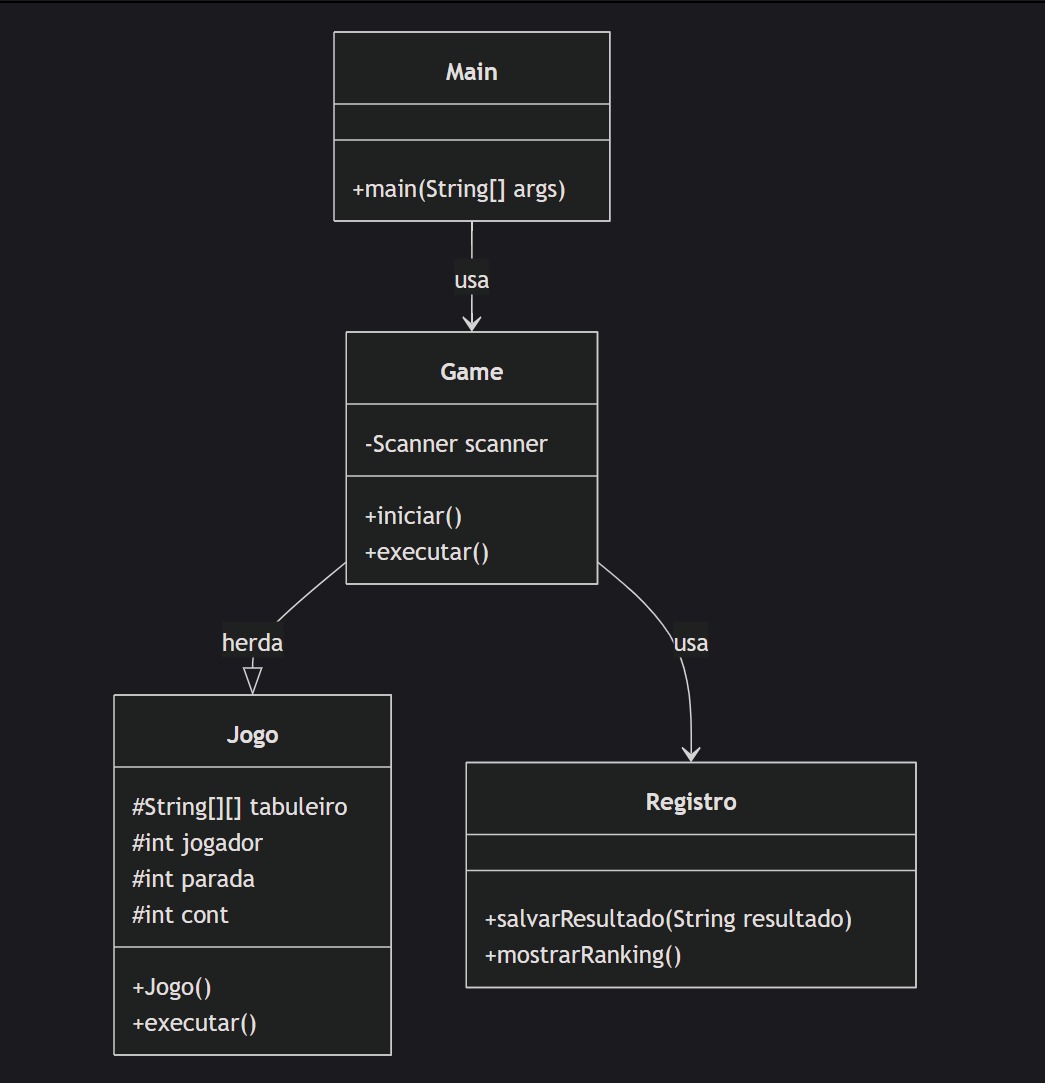 Main
+main(String[] args)
usa
Game
-Scanner scanner
+iniciar()
+executar()
herda
usa
Jogo
#String[][] tabuleiro
#int jogador
#int parada
#int cont
+Jogo()
+executar()
Registro
+salvarResultado(String resultado)
+mostrarRanking()